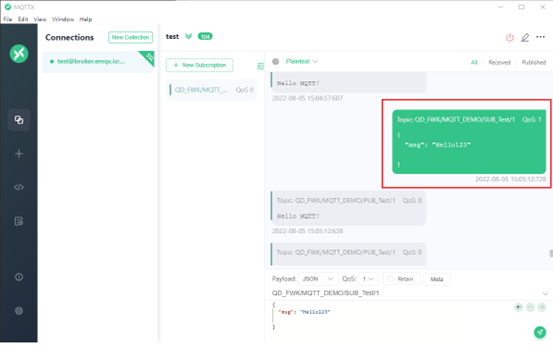 MQTTX
File Edit View Window Help
Connections
New Collection
test@broker.emqx.io:...
test
104
+ New Subscription
QD_FWK/MQTT_... QoS 0
Plaintext
All Received Published
Hello MQTT!
2022-08-05 15:04:57:607
Topic: QD_FWK/MQTT_DEMO/SUB_Test/1 QoS: 1
{
"msg": "Hello123"
}
2022-08-05 15:05:12:728
Topic: QD_FWK/MQTT_DEMO/PUB_Test/1 QoS: 0
Hello MQTT!
2022-08-05 15:05:12:628
Topic: QD_FWK/MQTT_DEMO/PUB_Test/1 QoS: 0
Payload: JSON QoS: 1 Retain Meta
QD_FWK/MQTT_DEMO/SUB_Test/1
{
"msg": "Hello123"
}